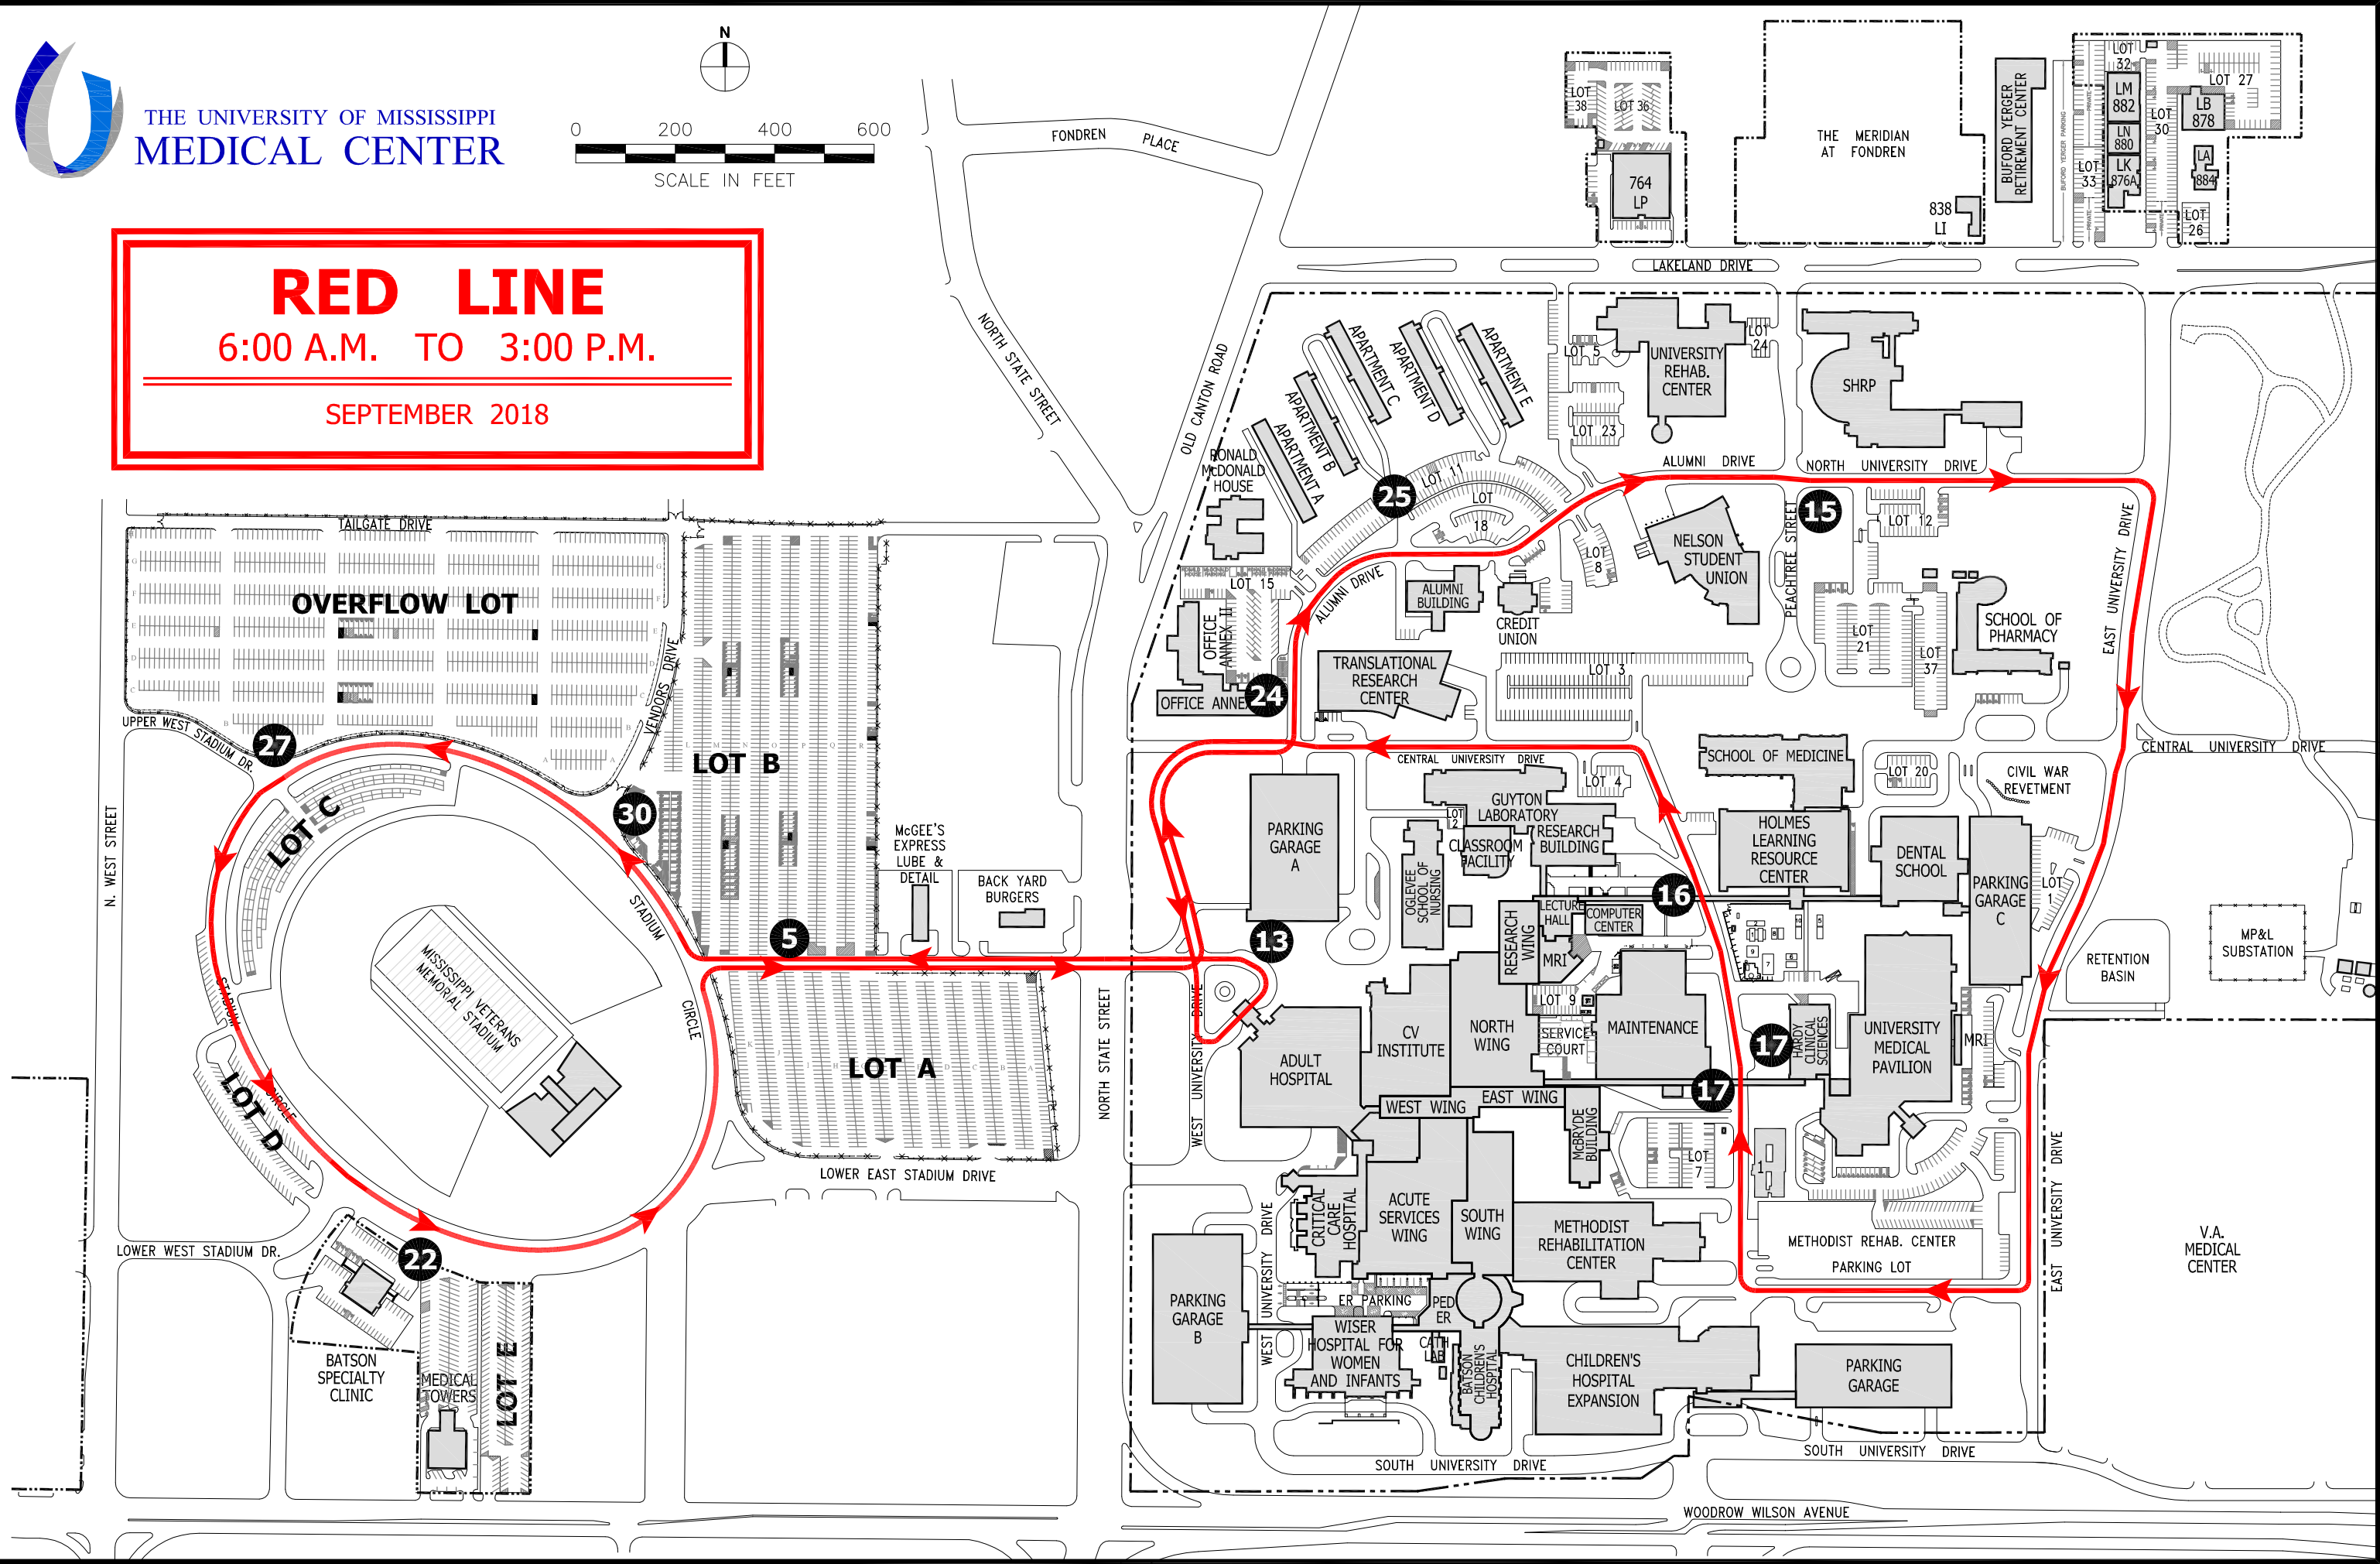 THE UNIVERSITY OF MISSISSIPPI
MEDICAL CENTER
N
0 200 400 600
SCALE IN FEET
RED LINE
6:00 A.M. TO 3:00 P.M.
SEPTEMBER 2018
FONDREN PLACE
NORTH STATE STREET
OLD CANTON ROAD
LOT 38
LOT 36
764
LP
THE MERIDIAN
AT FONDREN
838
LI
BUFORD YERGER
RETIREMENT CENTER
BUFORD YERGER PARKING
PRIVATE
PRIVATE
PRIVATE
LOT
32
LM
882
LN
880
LK
876A
LOT
33
LOT
30
LOT 27
LB
878
LA
884
LOT
26
LAKELAND DRIVE
APARTMENT A
APARTMENT B
APARTMENT C
APARTMENT D
APARTMENT E
RONALD
McDONALD
HOUSE
LOT 5
LOT 23
UNIVERSITY
REHAB.
CENTER
LOT
24
SHRP
25
LOT 11
LOT
18
ALUMNI DRIVE
NORTH UNIVERSITY DRIVE
15
LOT 12
PEACHTREE STREET
EAST UNIVERSITY DRIVE
NELSON
STUDENT
UNION
LOT
8
LOT 15
OFFICE
ANNEX II
OFFICE ANNE
24
ALUMNI DRIVE
ALUMNI
BUILDING
CREDIT
UNION
TRANSLATIONAL
RESEARCH
CENTER
LOT 3
LOT
21
LOT
37
SCHOOL OF
PHARMACY
TAILGATE DRIVE
OVERFLOW LOT
VENDORS DRIVE
UPPER WEST STADIUM DR.
27
30
LOT B
LOT C
N. WEST STREET
STADIUM
CIRCLE
MISSISSIPPI VETERANS
MEMORIAL STADIUM
5
McGEE'S
EXPRESS
LUBE &
DETAIL
BACK YARD
BURGERS
STADIUM
CIRCLE
LOT D
LOT A
LOWER EAST STADIUM DRIVE
LOWER WEST STADIUM DR.
22
BATSON
SPECIALTY
CLINIC
MEDICAL
TOWERS
LOT E
NORTH STATE STREET
WEST UNIVERSITY DRIVE
CENTRAL UNIVERSITY DRIVE
CENTRAL UNIVERSITY DRIVE
PARKING
GARAGE
A
13
LOT
2
GUYTON
LABORATORY
LOT 4
CLASSROOM
FACILITY
RESEARCH
BUILDING
OGLEVEE
SCHOOL OF
NURSING
SCHOOL OF MEDICINE
LOT 20
CIVIL WAR
REVETMENT
HOLMES
LEARNING
RESOURCE
CENTER
DENTAL
SCHOOL
PARKING
GARAGE
C
LOT
1
16
LECTURE
HALL
COMPUTER
CENTER
RESEARCH
WING
MRI
LOT 9
SERVICE
COURT
MAINTENANCE
MP&L
SUBSTATION
RETENTION
BASIN
ADULT
HOSPITAL
CV
INSTITUTE
NORTH
WING
17
17
HARDY
CLINICAL
SCIENCES
UNIVERSITY
MEDICAL
PAVILION
MRI
WEST WING
EAST WING
McBRYDE
BUILDING
LOT
7
1
CRITICAL
CARE
HOSPITAL
ACUTE
SERVICES
WING
SOUTH
WING
METHODIST
REHABILITATION
CENTER
METHODIST REHAB. CENTER
PARKING LOT
EAST UNIVERSITY DRIVE
V.A.
MEDICAL
CENTER
WEST UNIVERSITY DRIVE
PARKING
GARAGE
B
ER PARKING
PED
ER
WISER
HOSPITAL FOR
WOMEN
AND INFANTS
CATH
LAB
BATSON
CHILDREN'S
HOSPITAL
CHILDREN'S
HOSPITAL
EXPANSION
PARKING
GARAGE
SOUTH UNIVERSITY DRIVE
SOUTH UNIVERSITY DRIVE
WOODROW WILSON AVENUE